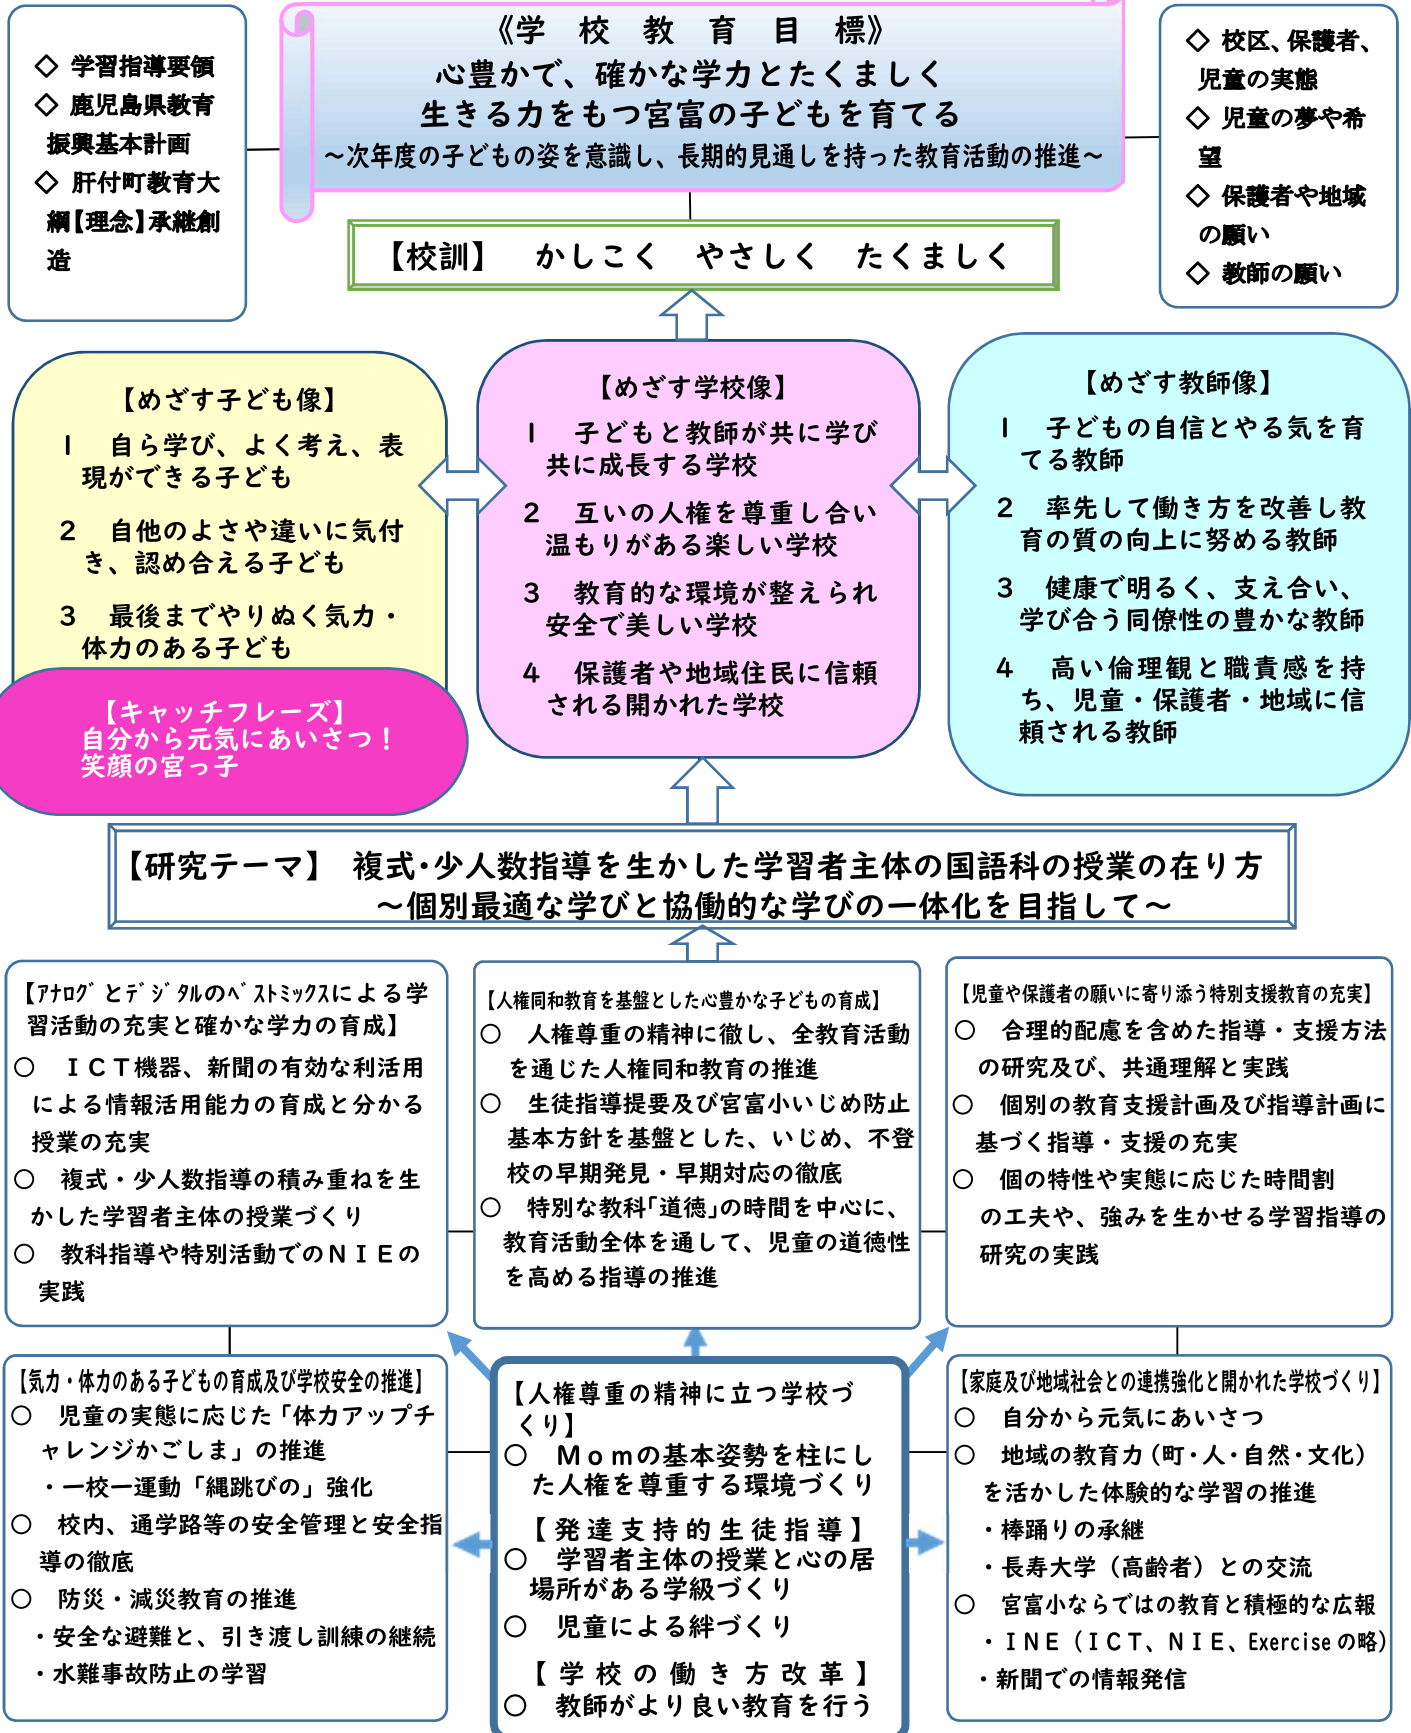 ◇ 学習指導要領
◇ 鹿児島県教育
振興基本計画
◇ 肝付町教育大
綱【理念】承継創
造
《学 校 教 育 目 標》
心豊かで、確かな学力とたくましく
生きる力をもつ宮富の子どもを育てる
～次年度の子どもの姿を意識し、長期的見通しを持った教育活動の推進～
◇ 校区、保護者、
児童の実態
◇ 児童の夢や希
望
◇ 保護者や地域
の願い
◇ 教師の願い
【校訓】 かしこく やさしく たくましく
【めざす子ども像】
１ 自ら学び、よく考え、表
現ができる子ども
２ 自他のよさや違いに気付
き、認め合える子ども
３ 最後までやりぬく気力・
体力のある子ども
【キャッチフレーズ】
自分から元気にあいさつ！
笑顔の宮っ子
【めざす学校像】
１ 子どもと教師が共に学び
共に成長する学校
２ 互いの人権を尊重し合い
温もりがある楽しい学校
３ 教育的な環境が整えられ
安全で美しい学校
４ 保護者や地域住民に信頼
される開かれた学校
【めざす教師像】
１ 子どもの自信とやる気を育
てる教師
２ 率先して働き方を改善し教
育の質の向上に努める教師
３ 健康で明るく、支え合い、
学び合う同僚性の豊かな教師
４ 高い倫理観と職責感を持
ち、児童・保護者・地域に信
頼される教師
【研究テーマ】 複式・少人数指導を生かした学習者主体の国語科の授業の在り方
～個別最適な学びと協働的な学びの一体化を目指して～
【ｱﾅﾛｸﾞとﾃﾞｼﾞﾀﾙのﾍﾞｽﾄﾐｯｸｽによる学
習活動の充実と確かな学力の育成】
○ ＩＣＴ機器、新聞の有効な利活用
による情報活用能力の育成と分かる
授業の充実
○ 複式・少人数指導の積み重ねを生
かした学習者主体の授業づくり
○ 教科指導や特別活動でのＮＩＥの
実践
【人権同和教育を基盤とした心豊かな子どもの育成】
○ 人権尊重の精神に徹し、全教育活動
を通じた人権同和教育の推進
○ 生徒指導提要及び宮富小いじめ防止
基本方針を基盤とした、いじめ、不登
校の早期発見・早期対応の徹底
○ 特別な教科｢道徳｣の時間を中心に、
教育活動全体を通して、児童の道徳性
を高める指導の推進
【児童や保護者の願いに寄り添う特別支援教育の充実】
○ 合理的配慮を含めた指導・支援方法
の研究及び、共通理解と実践
○ 個別の教育支援計画及び指導計画に
基づく指導・支援の充実
○ 個の特性や実態に応じた時間割
の工夫や、強みを生かせる学習指導の
研究の実践
【気力・体力のある子どもの育成及び学校安全の推進】
○ 児童の実態に応じた「体力アップチ
ャレンジかごしま」の推進
・一校一運動「縄跳びの」強化
○ 校内、通学路等の安全管理と安全指
導の徹底
○ 防災・減災教育の推進
・安全な避難と、引き渡し訓練の継続
・水難事故防止の学習
【人権尊重の精神に立つ学校づ
くり】
○ Ｍｏｍの基本姿勢を柱にし
た人権を尊重する環境づくり
【発達支持的生徒指導】
○ 学習者主体の授業と心の居
場所がある学級づくり
○ 児童による絆づくり
【学校の働き方改革】
○ 教師がより良い教育を行う
【家庭及び地域社会との連携強化と開かれた学校づくり】
○ 自分から元気にあいさつ
○ 地域の教育力（町・人・自然・文化）
を活かした体験的な学習の推進
・棒踊りの承継
・長寿大学（高齢者）との交流
○ 宮富小ならではの教育と積極的な広報
・ＩＮＥ（ＩＣＴ、ＮＩＥ、Exercise の略)
・新聞での情報発信